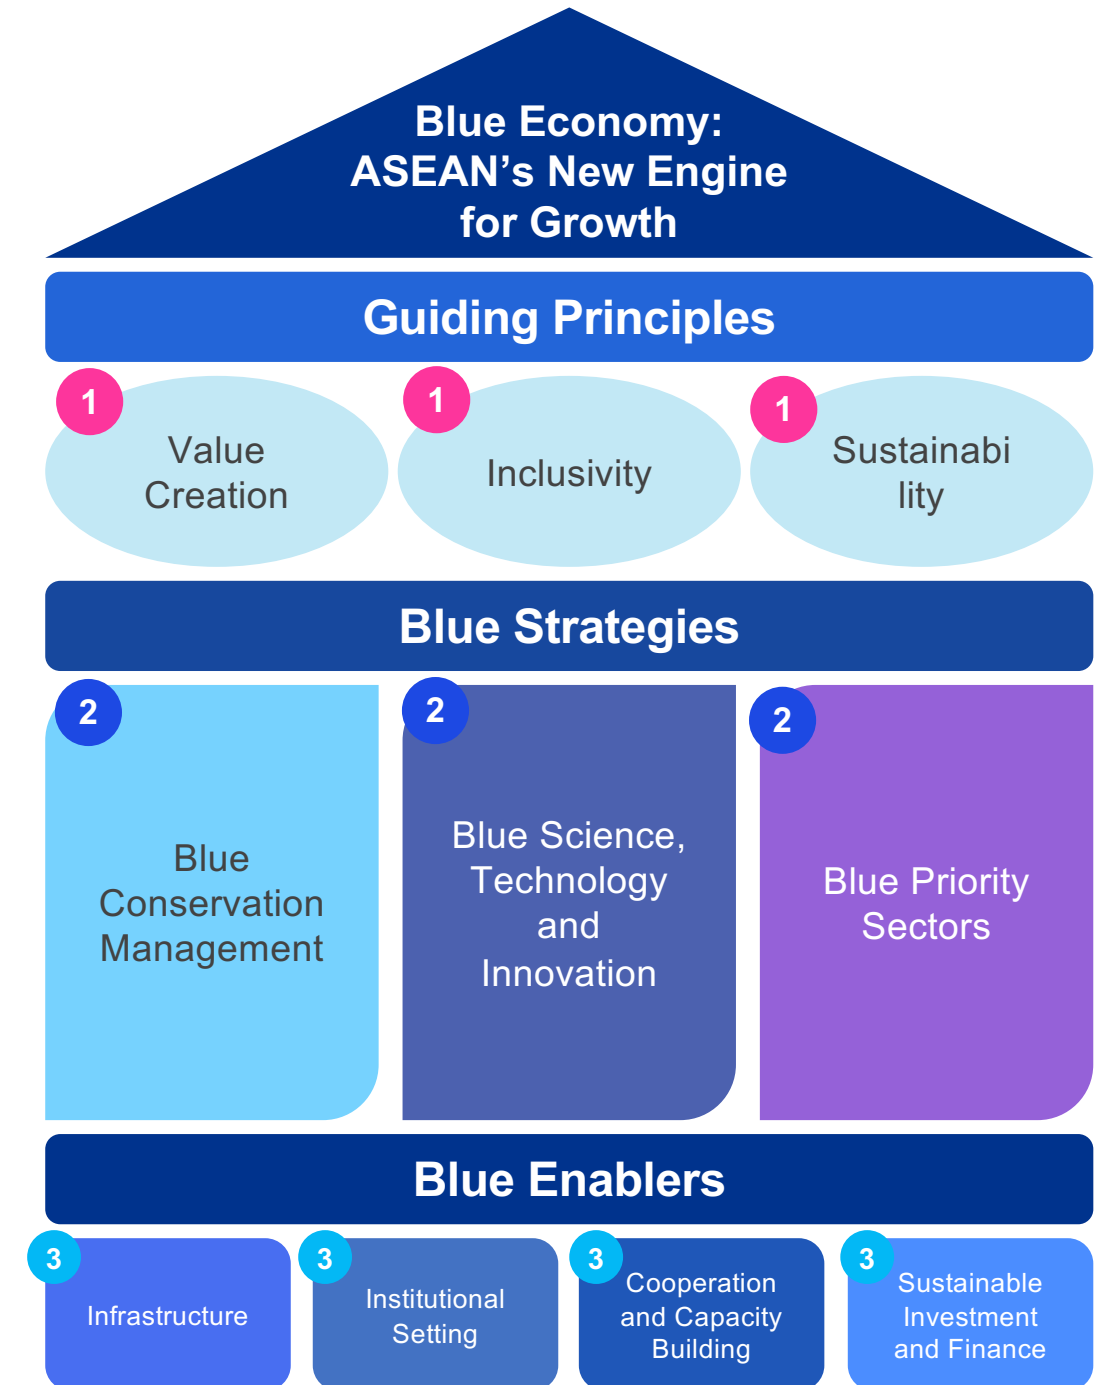 Blue Economy:
ASEAN's New Engine
for Growth
Guiding Principles
1
Value
Creation
1
Inclusivity
1
Sustainabi
lity
Blue Strategies
2
Blue
Conservation
Management
2
Blue Science,
Technology
and
Innovation
2
Blue Priority
Sectors
Blue Enablers
3
Infrastructure
3
Institutional
Setting
3
Cooperation
and Capacity
Building
3
Sustainable
Investment
and Finance